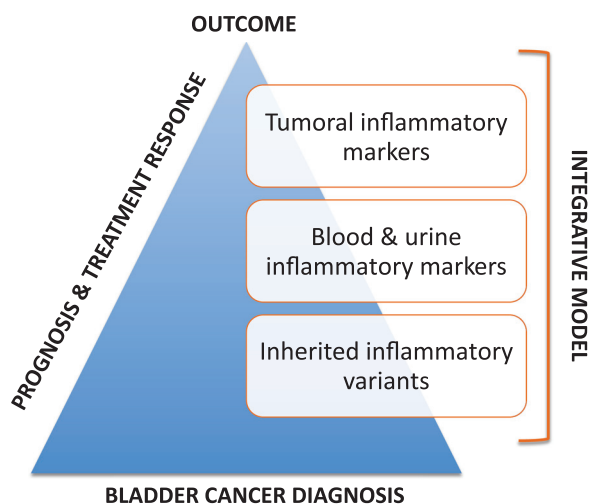 OUTCOME
PROGNOSIS & TREATMENT RESPONSE
Tumoral inflammatory
markers
Blood & urine
inflammatory markers
Inherited inflammatory
variants
INTEGRATIVE MODEL
BLADDER CANCER DIAGNOSIS